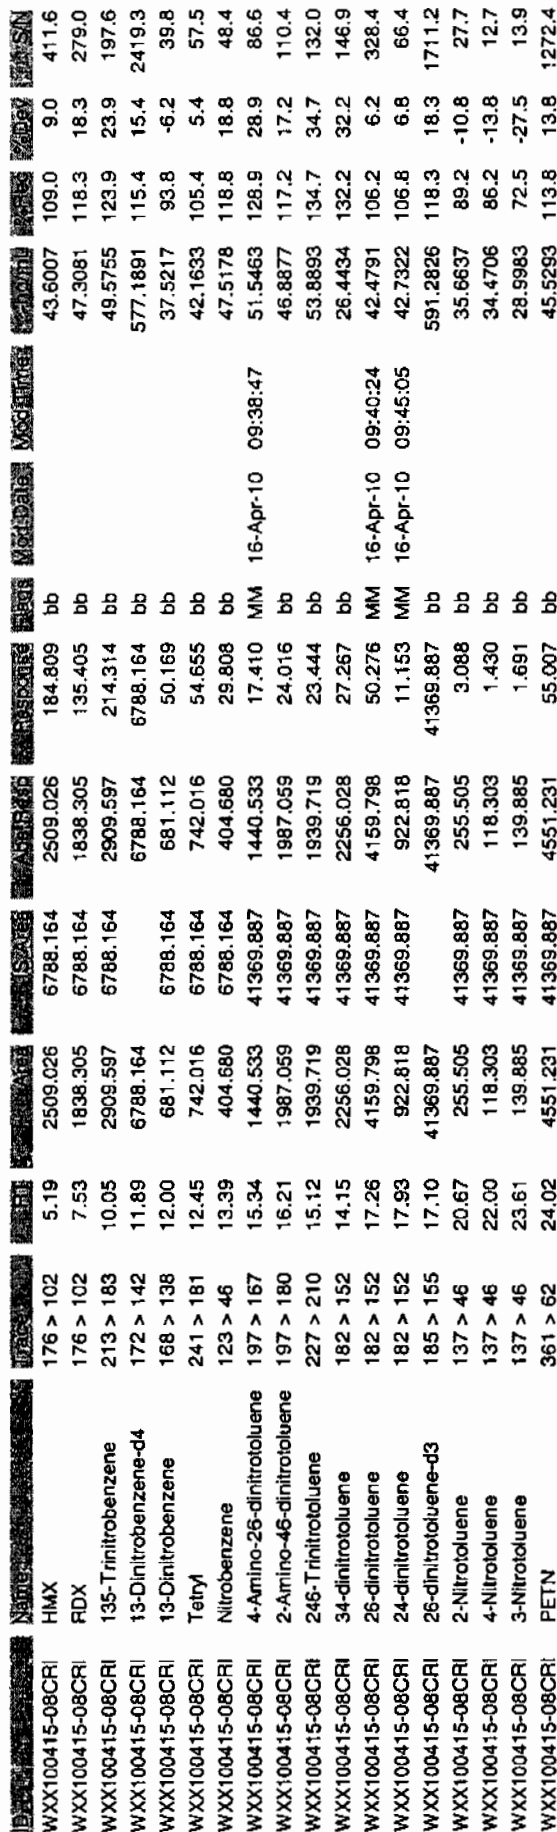 ID Name Trace RT Area IS Area AbsResp Response Flags Mod.Date Mod.Time %Rec %Dev S/N
WXX100415-08CRI HMX 176 > 102 5.19 2509.026 6788.164 2509.026 184.809 bb 43.6007 109.0 9.0 411.6
WXX100415-08CRI RDX 176 > 102 7.53 1838.305 6788.164 1838.305 135.405 bb 47.3081 118.3 18.3 279.0
WXX100415-08CRI 135-Trinitrobenzene 213 > 183 10.05 2909.597 6788.164 2909.597 214.314 bb 49.5755 123.9 23.9 197.6
WXX100415-08CRI 13-Dinitrobenzene-d4 172 > 142 11.89 6788.164 6788.164 6788.164 bb 577.1891 115.4 15.4 2419.3
WXX100415-08CRI 13-Dinitrobenzene 168 > 138 12.00 681.112 6788.164 681.112 50.169 bb 37.5217 93.8 -6.2 39.8
WXX100415-08CRI Tetryl 241 > 181 12.45 742.016 6788.164 742.016 54.655 bb 42.1633 105.4 5.4 57.5
WXX100415-08CRI Nitrobenzene 123 > 46 13.39 404.680 6788.164 404.680 29.808 bb 47.5178 118.8 18.8 48.4
WXX100415-08CRI 4-Amino-26-dinitrotoluene 197 > 167 15.34 1440.533 41369.887 1440.533 17.410 MM 16-Apr-10 09:38:47 51.5463 128.9 28.9 86.6
WXX100415-08CRI 2-Amino-46-dinitrotoluene 197 > 180 16.21 1987.059 41369.887 1987.059 24.016 bb 46.8877 117.2 17.2 110.4
WXX100415-08CRI 246-Trinitrotoluene 227 > 210 15.12 1939.719 41369.887 1939.719 23.444 bb 53.8893 134.7 34.7 132.0
WXX100415-08CRI 34-dinitrotoluene 182 > 152 14.15 2256.028 41369.887 2256.028 27.267 bb 26.4434 132.2 32.2 146.9
WXX100415-08CRI 26-dinitrotoluene 182 > 152 17.26 4159.798 41369.887 4159.798 50.276 MM 16-Apr-10 09:40:24 42.4791 106.2 6.2 328.4
WXX100415-08CRI 24-dinitrotoluene 182 > 152 17.93 922.818 41369.887 922.818 11.153 MM 16-Apr-10 09:45:05 42.7322 106.8 6.8 66.4
WXX100415-08CRI 26-dinitrotoluene-d3 185 > 155 17.10 41369.887 41369.887 41369.887 bb 591.2826 118.3 18.3 1711.2
WXX100415-08CRI 2-Nitrotoluene 137 > 46 20.67 255.505 41369.887 255.505 3.088 bb 35.6637 89.2 -10.8 27.7
WXX100415-08CRI 4-Nitrotoluene 137 > 46 22.00 118.303 41369.887 118.303 1.430 bb 34.4706 86.2 -13.8 12.7
WXX100415-08CRI 3-Nitrotoluene 137 > 46 23.61 139.885 41369.887 139.885 1.691 bb 28.9983 72.5 -27.5 13.9
WXX100415-08CRI PETN 361 > 62 24.02 4551.231 41369.887 4551.231 55.007 bb 45.5293 113.8 13.8 1272.4